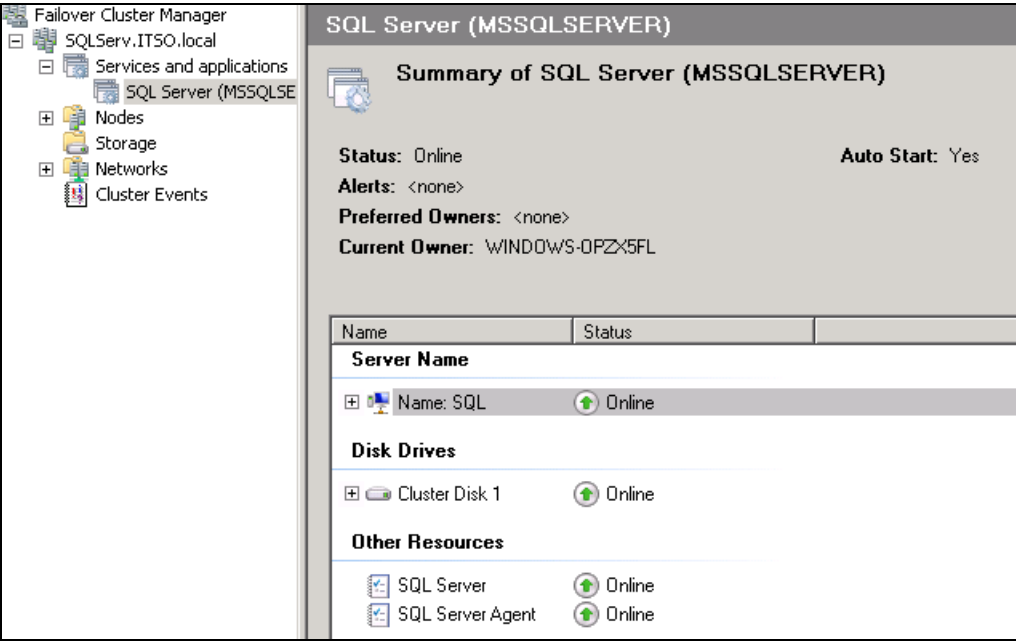 Failover Cluster Manager
SQLServ.ITSO.local
Services and applications
SQL Server (MSSQLSE
Nodes
Storage
Networks
Cluster Events
SQL Server (MSSQLSERVER)
Summary of SQL Server (MSSQLSERVER)
Status: Online
Auto Start: Yes
Alerts: <none>
Preferred Owners: <none>
Current Owner: WINDOWS-OPZX5FL
Name Status
Server Name
Name: SQL Online
Disk Drives
Cluster Disk 1 Online
Other Resources
SQL Server Online
SQL Server Agent Online